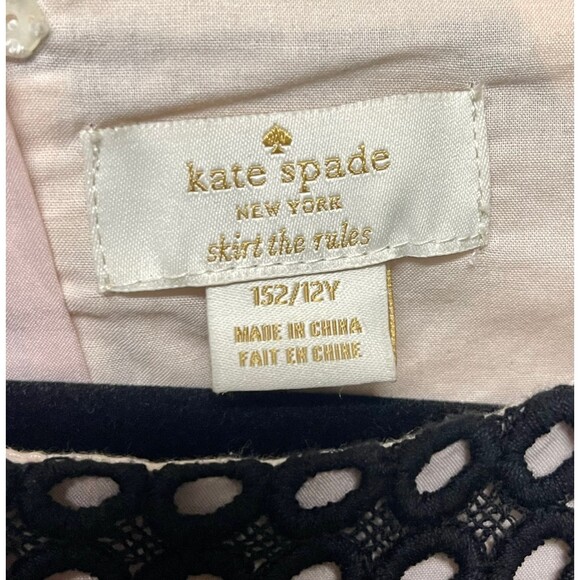 kate spade
NEW YORK
skirt the rules
152/12Y
MADE IN CHINA
FAIT EN CHINE